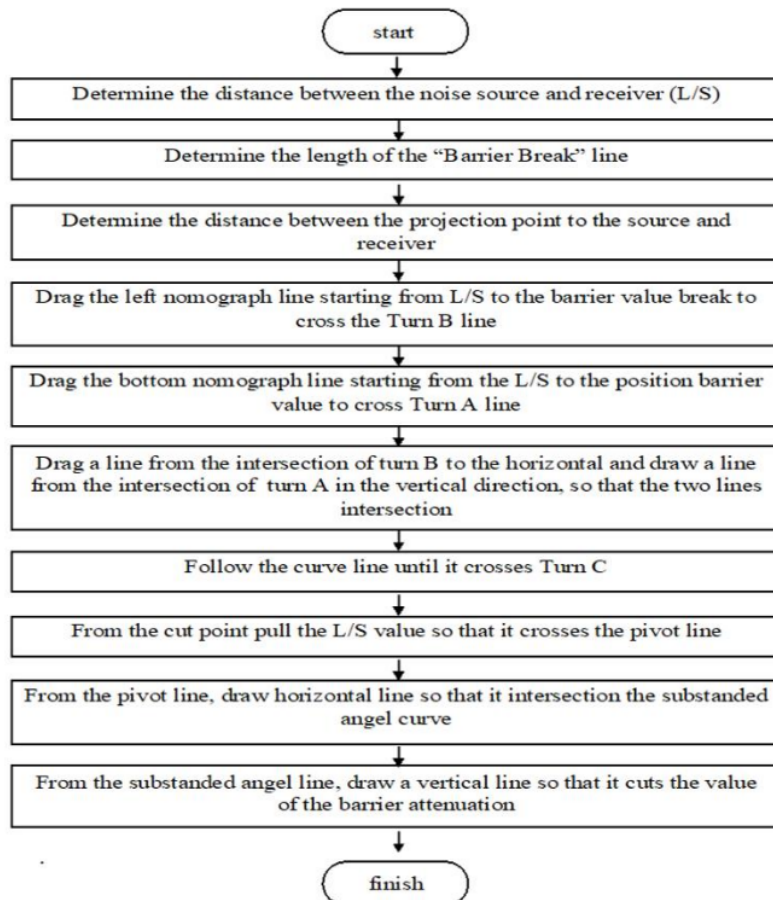 start
Determine the distance between the noise source and receiver (L/S)
Determine the length of the “Barrier Break” line
Determine the distance between the projection point to the source and
receiver
Drag the left nomograph line starting from L/S to the barrier value break to
cross the Turn B line
Drag the bottom nomograph line starting from the L/S to the position barrier
value to cross Turn A line
Drag a line from the intersection of turn B to the horizontal and draw a line
from the intersection of turn A in the vertical direction, so that the two lines
intersection
Follow the curve line until it crosses Turn C
From the cut point pull the L/S value so that it crosses the pivot line
From the pivot line, draw horizontal line so that it intersection the substanded
angel curve
From the substanded angel line, draw a vertical line so that it cuts the value
of the barrier attenuation
finish